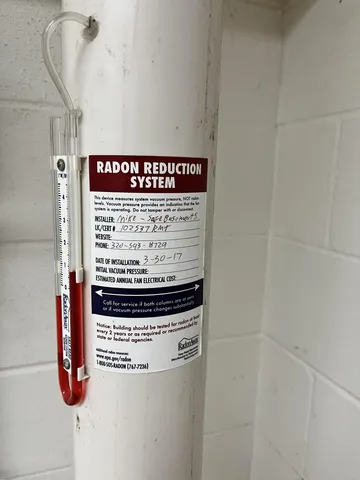 RADON REDUCTION
SYSTEM
This device measures system vacuum pressure, NOT radon
levels. Vacuum pressure provides an indication that the fan
system is operating. Do not tamper with or disconnect.
INSTALLER: Mike - Safe Basements
LIC/CERT # 102537 RMT
WEBSITE:
PHONE: 320-593-8729
DATE OF INSTALLATION: 3-30-17
INITIAL VACUUM PRESSURE:
ESTIMATED ANNUAL FAN ELECTRICAL COST:
Call for service if both columns are at zero
or if vacuum pressure changes substantially.
Notice: Building should be tested for radon at least
every 2 years or as required or recommended by
state or federal agencies.
Additional radon resources:
www.epa.gov/radon
1-800-SOS-RADON (767-7236)
RadonAway